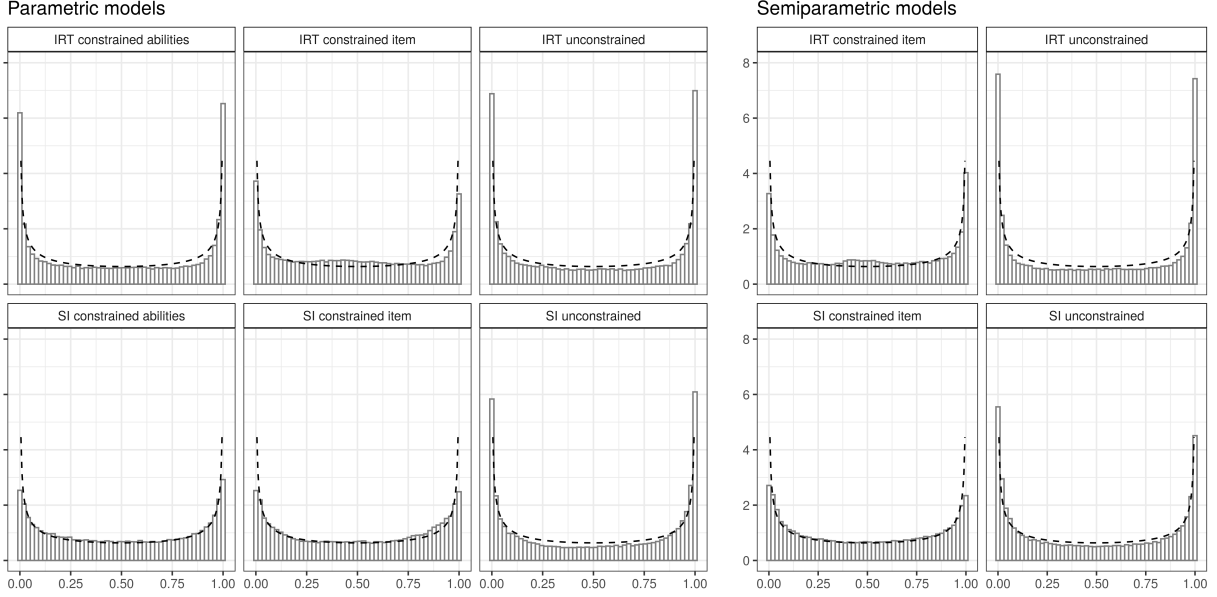 Parametric models
Semiparametric models
IRT constrained abilities
IRT constrained item
IRT unconstrained
IRT constrained item
IRT unconstrained
8
6
4
2
0
SI constrained abilities
SI constrained item
SI unconstrained
SI constrained item
SI unconstrained
8
6
4
2
0
0.00 0.25 0.50 0.75 1.00 0.00 0.25 0.50 0.75 1.00 0.00 0.25 0.50 0.75 1.00 0.00 0.25 0.50 0.75 1.00 0.00 0.25 0.50 0.75 1.00